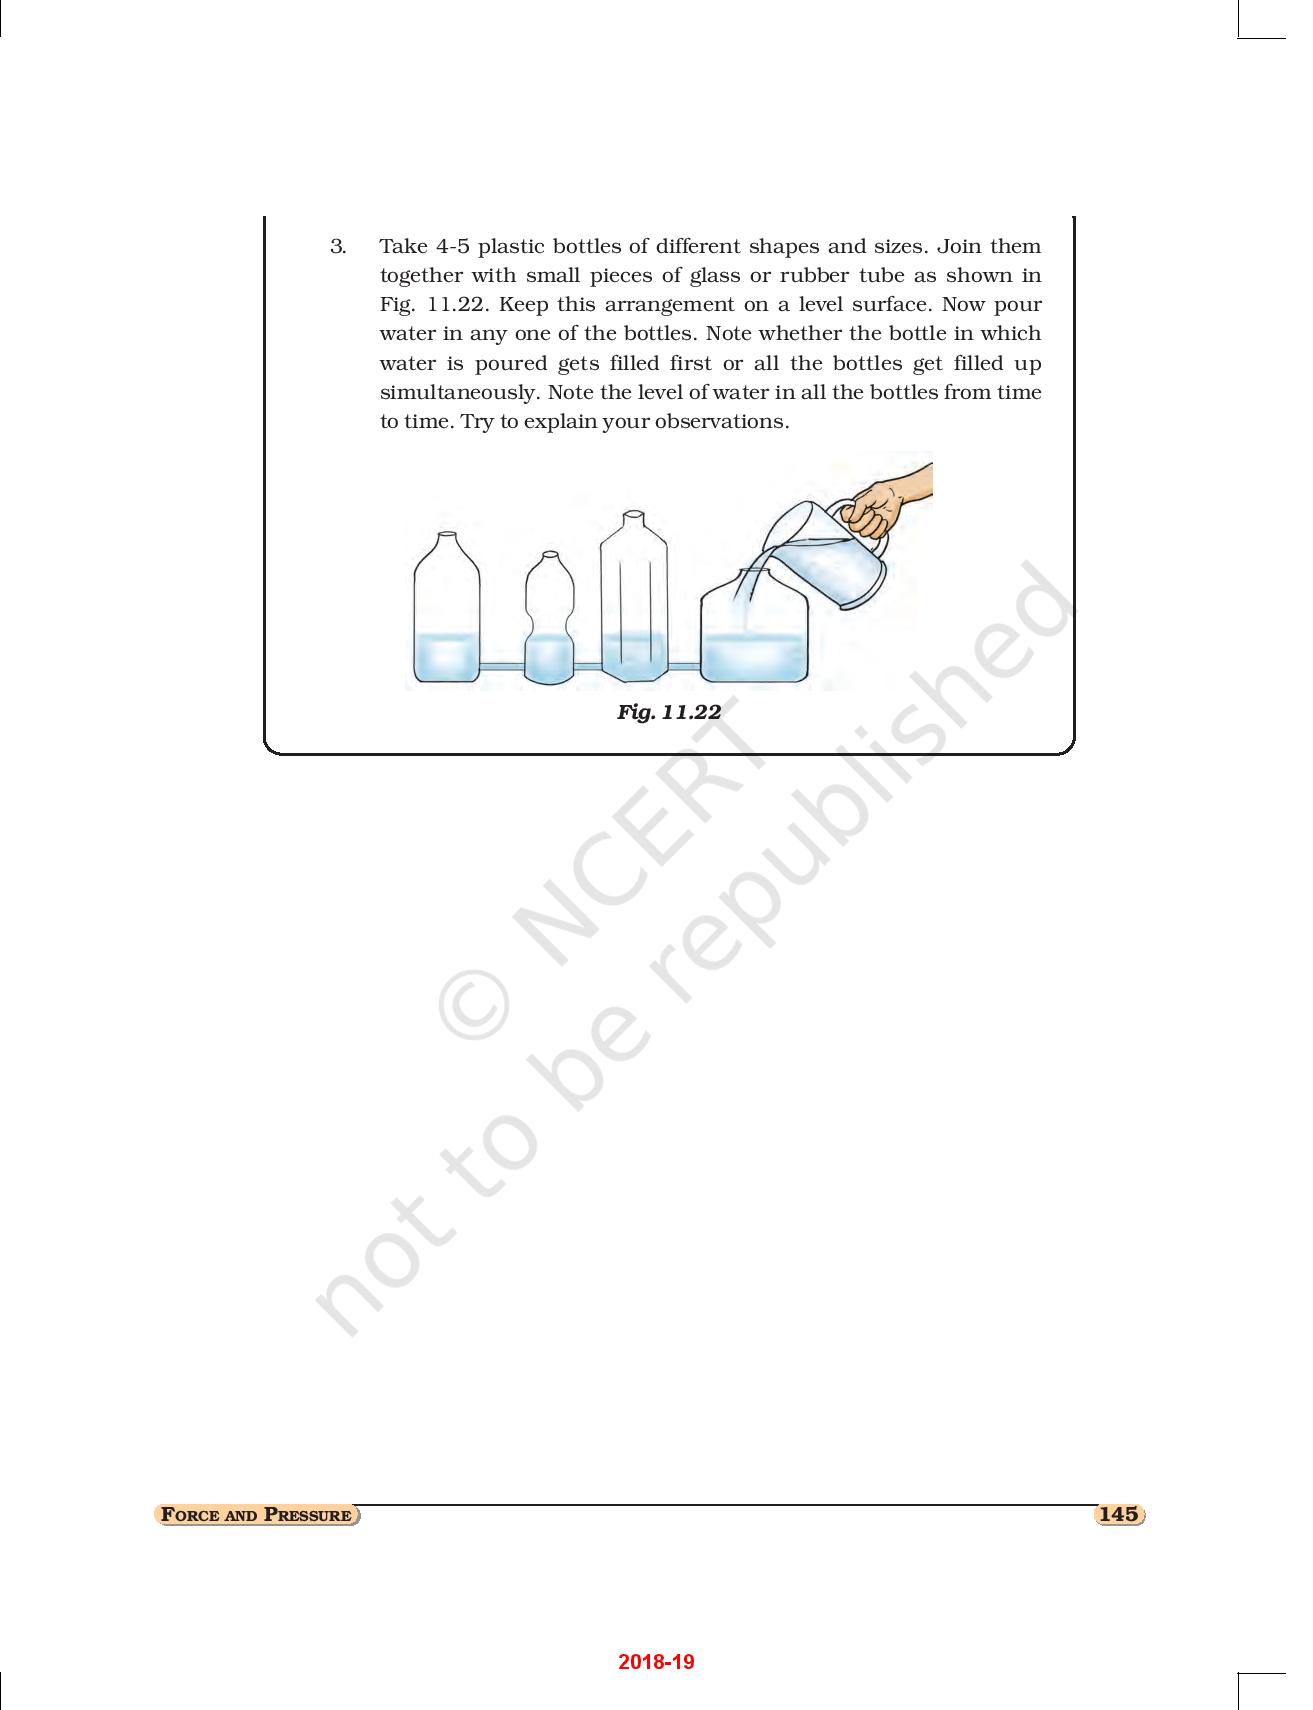 3. Take 4-5 plastic bottles of different shapes and sizes. Join them
together with small pieces of glass or rubber tube as shown in
Fig. 11.22. Keep this arrangement on a level surface. Now pour
water in any one of the bottles. Note whether the bottle in which
water is poured gets filled first or all the bottles get filled up
simultaneously. Note the level of water in all the bottles from time
to time. Try to explain your observations.
Fig. 11.22
© NCERT
not to be republished
FORCE AND PRESSURE
145
2018-19